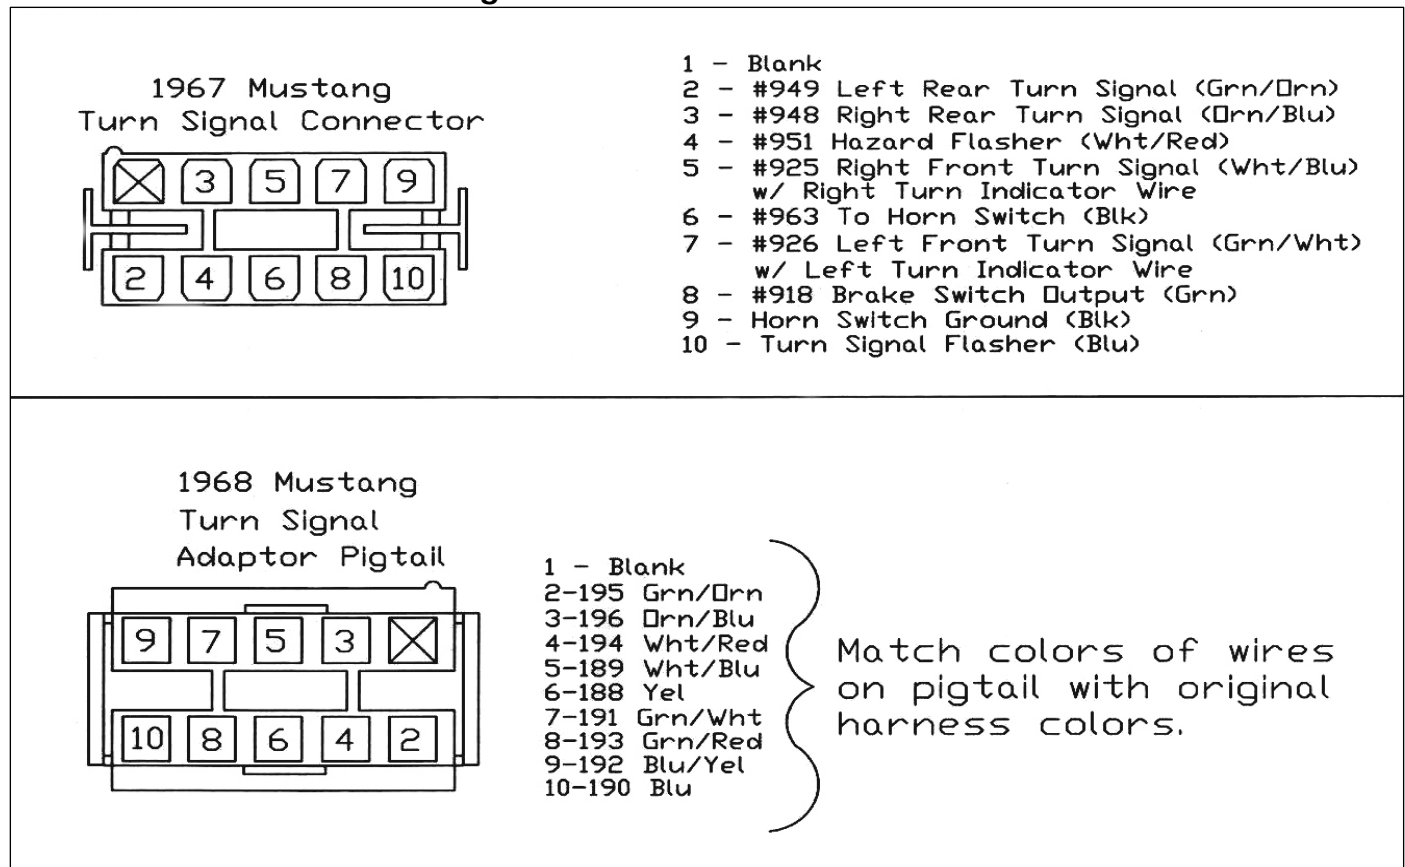 1967 Mustang
Turn Signal Connector
3 5 7 9
2 4 6 8 10
1 - Blank
2 - #949 Left Rear Turn Signal (Grn/Orn)
3 - #948 Right Rear Turn Signal (Orn/Blu)
4 - #951 Hazard Flasher (Wht/Red)
5 - #925 Right Front Turn Signal (Wht/Blu)
w/ Right Turn Indicator Wire
6 - #963 To Horn Switch (Blk)
7 - #926 Left Front Turn Signal (Grn/Wht)
w/ Left Turn Indicator Wire
8 - #918 Brake Switch Output (Grn)
9 - Horn Switch Ground (Blk)
10 - Turn Signal Flasher (Blu)
1968 Mustang
Turn Signal
Adaptor Pigtail
9 7 5 3
10 8 6 4 2
1 - Blank
2-195 Grn/Orn
3-196 Orn/Blu
4-194 Wht/Red
5-189 Wht/Blu
6-188 Yel
7-191 Grn/Wht
8-193 Grn/Red
9-192 Blu/Yel
10-190 Blu
Match colors of wires
on pigtail with original
harness colors.